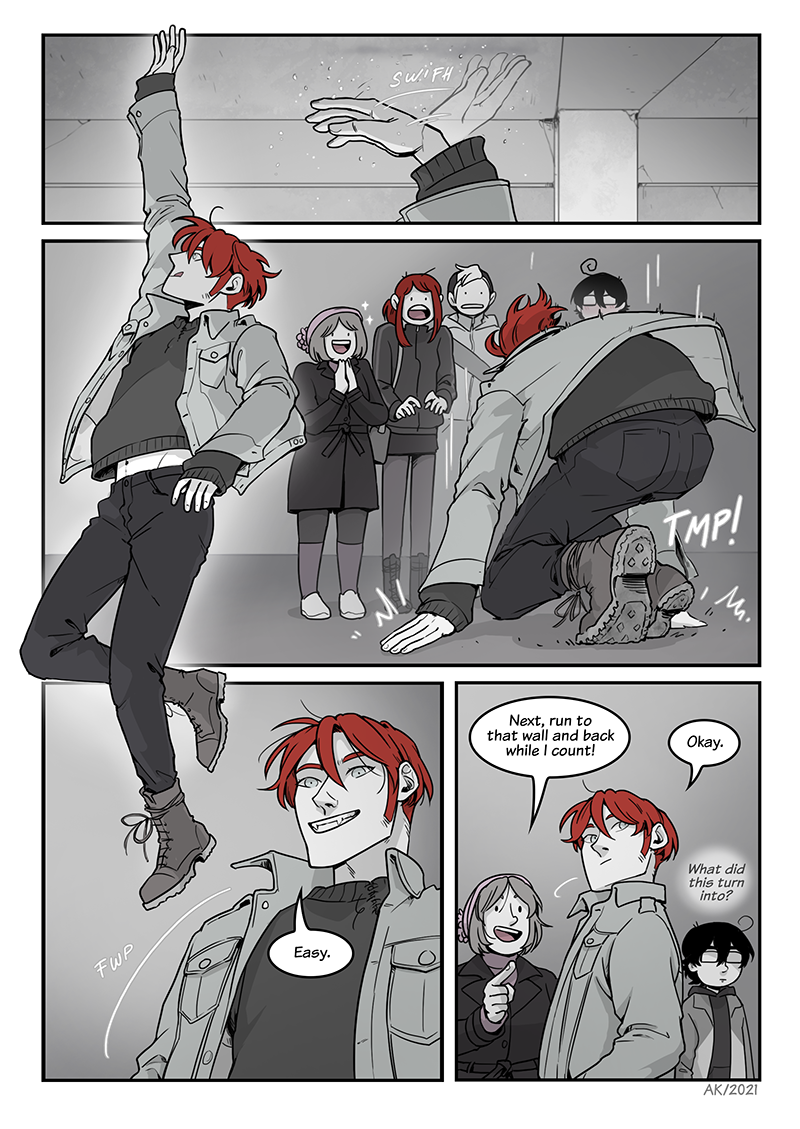 SWIFH
TMP!
FWP
Easy.
Next, run to
that wall and back
while I count!
Okay.
What did
this turn
into?
AK/2021